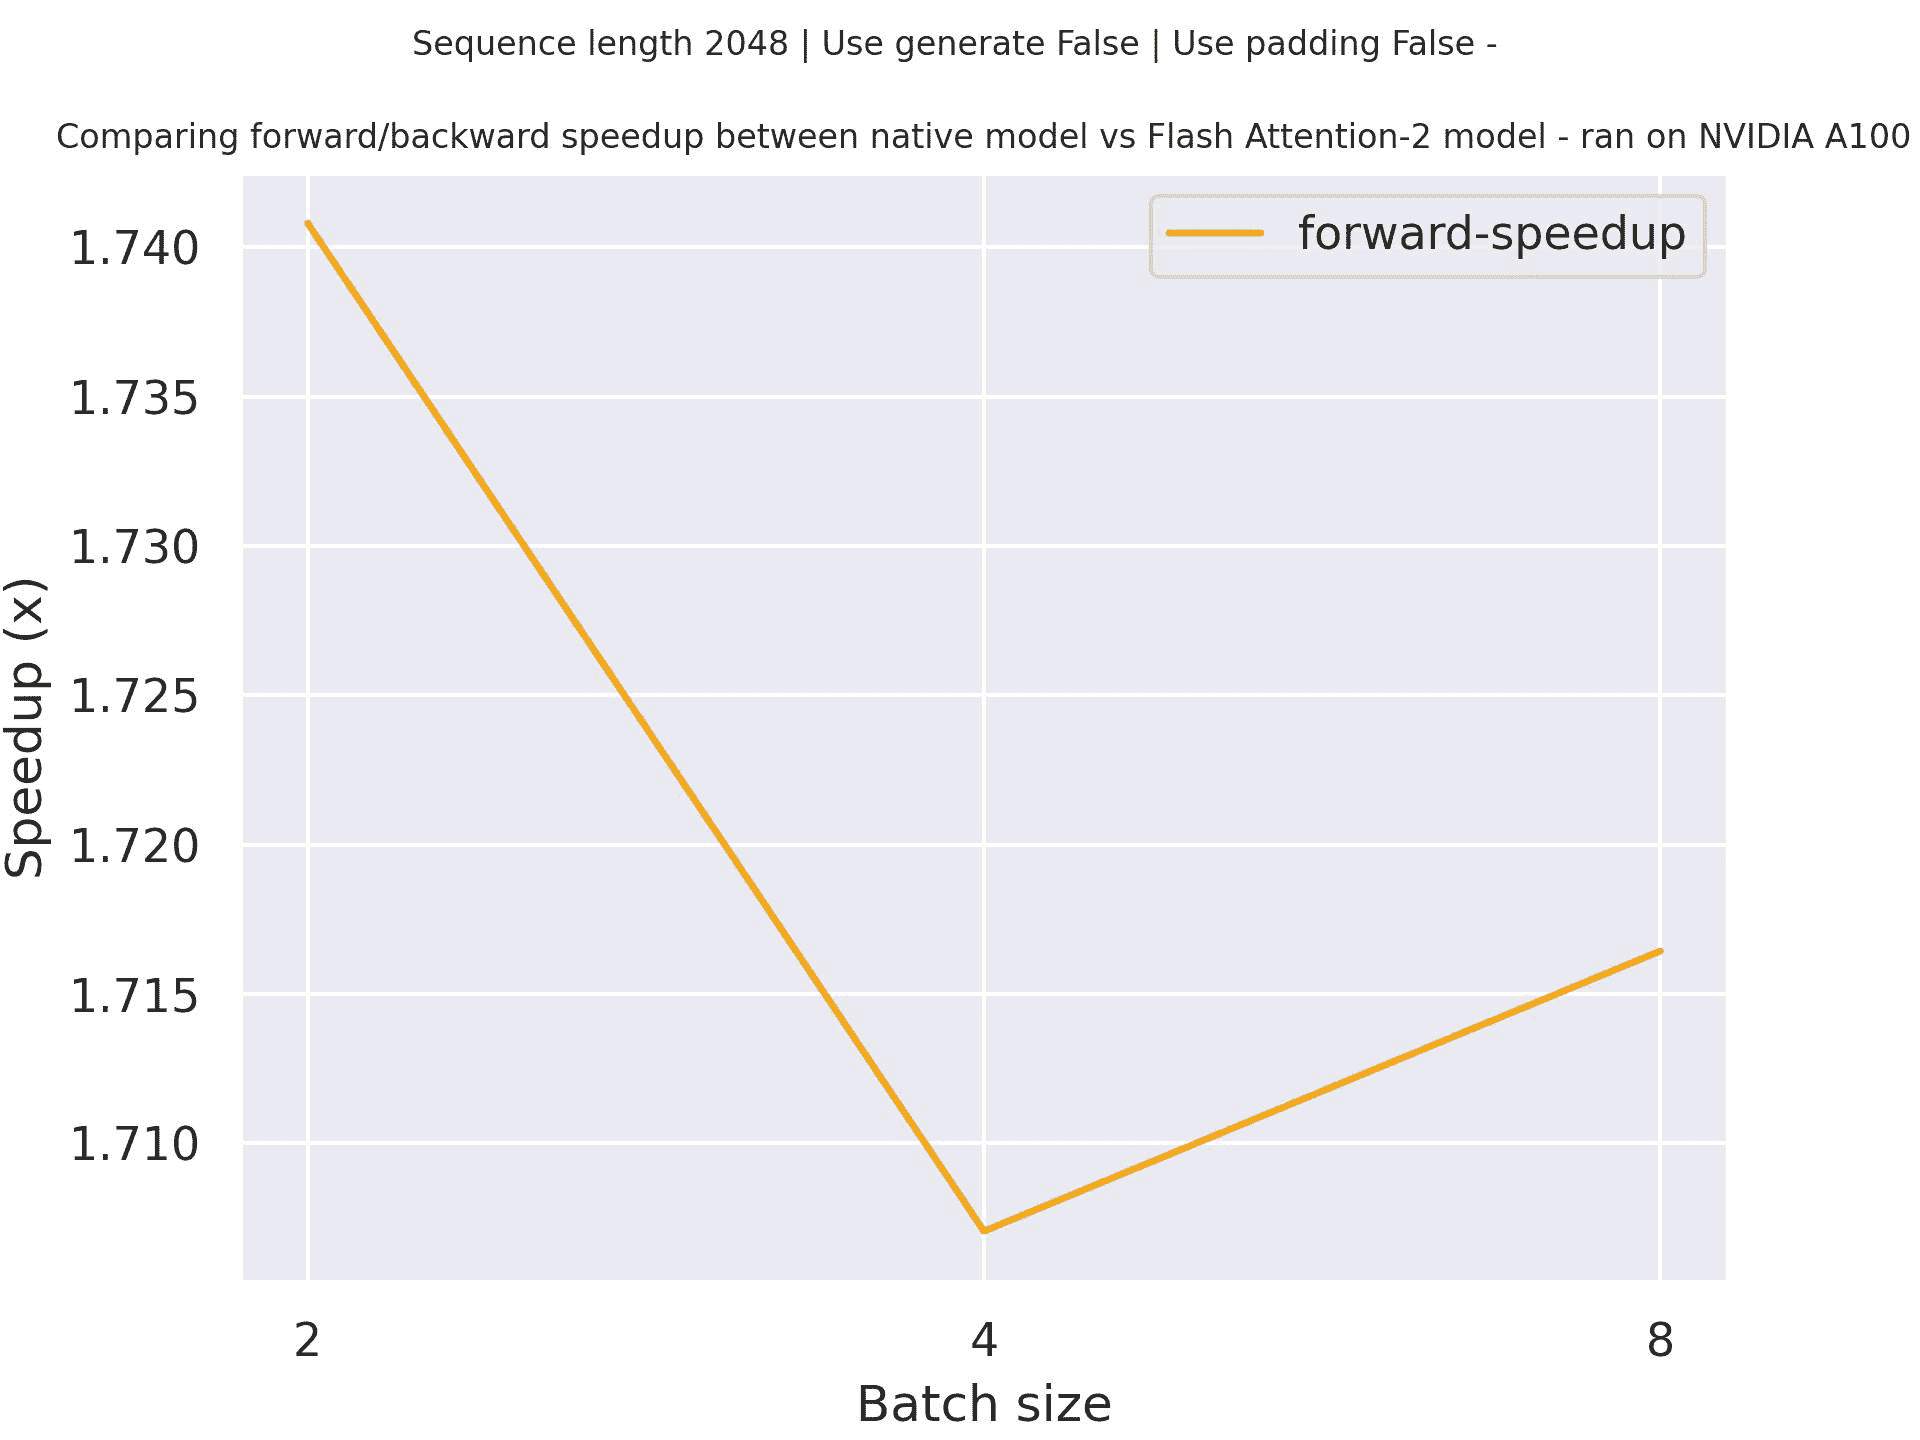 Sequence length 2048 | Use generate False | Use padding False -
Comparing forward/backward speedup between native model vs Flash Attention-2 model - ran on NVIDIA A100
forward-speedup
1.740
1.735
1.730
1.725
1.720
1.715
1.710
Speedup (x)
2 4 8
Batch size